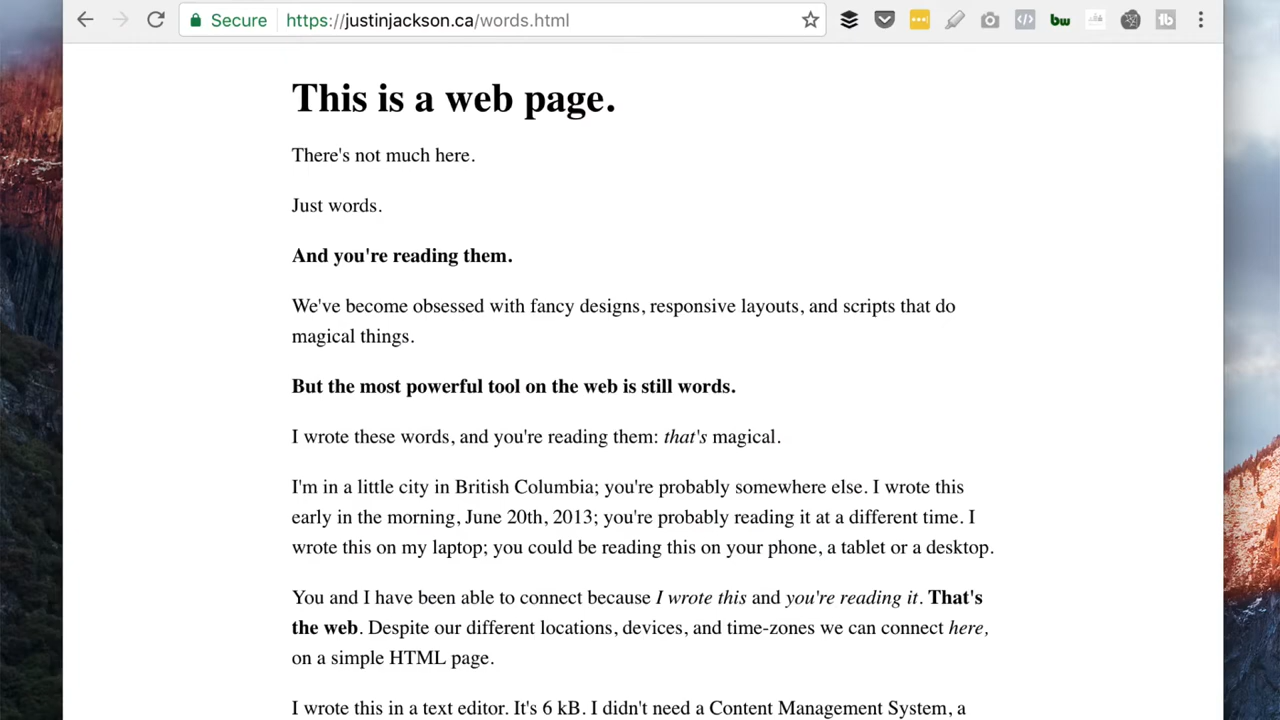 Secure https://justinjackson.ca/words.html
bw
This is a web page.
There's not much here.
Just words.
And you're reading them.
We've become obsessed with fancy designs, responsive layouts, and scripts that do
magical things.
But the most powerful tool on the web is still words.
I wrote these words, and you're reading them: that's magical.
I'm in a little city in British Columbia; you're probably somewhere else. I wrote this
early in the morning, June 20th, 2013; you're probably reading it at a different time. I
wrote this on my laptop; you could be reading this on your phone, a tablet or a desktop.
You and I have been able to connect because I wrote this and you're reading it. That's
the web. Despite our different locations, devices, and time-zones we can connect here,
on a simple HTML page.
I wrote this in a text editor. It's 6 kB. I didn't need a Content Management System, a